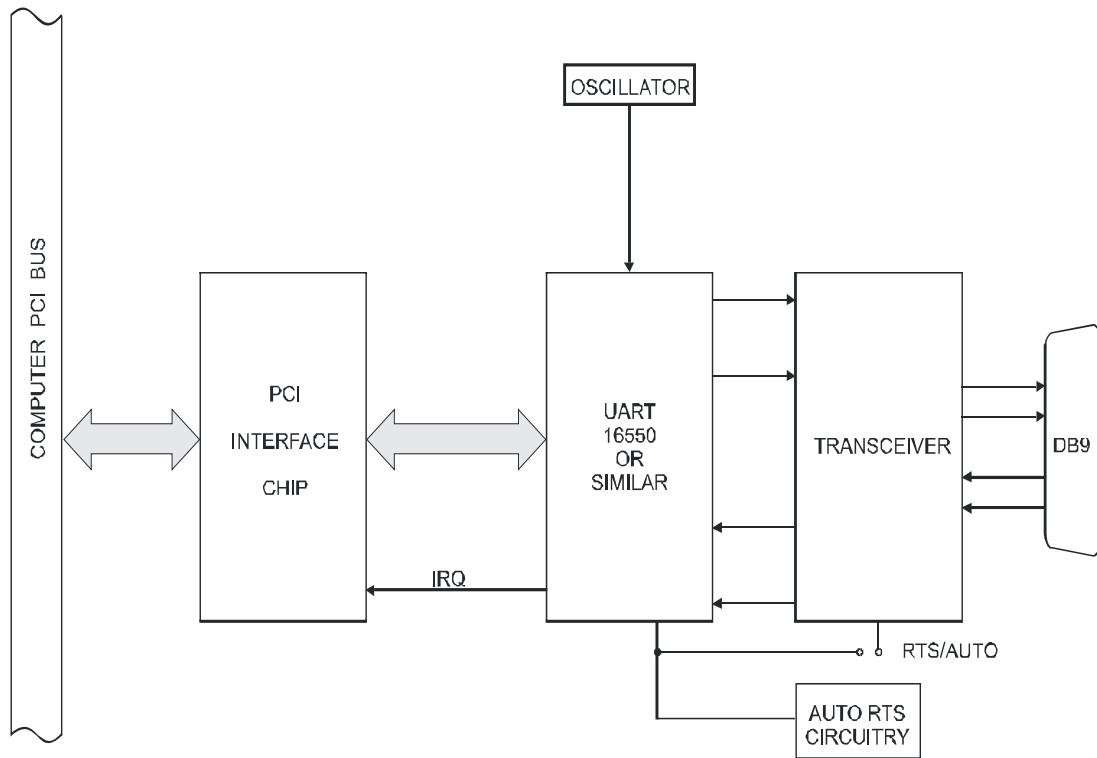 OSCILLATOR
COMPUTER PCI BUS
PCI
INTERFACE
CHIP
UART
16550
OR
SIMILAR
TRANSCEIVER
DB9
IRQ
RTS/AUTO
AUTO RTS
CIRCUITRY